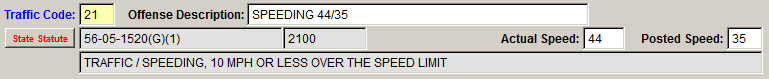 Traffic Code: 21 Offense Description: SPEEDING 44/35
State Statute 56-05-1520(G)(1) 2100 Actual Speed: 44 Posted Speed: 35
TRAFFIC / SPEEDING, 10 MPH OR LESS OVER THE SPEED LIMIT